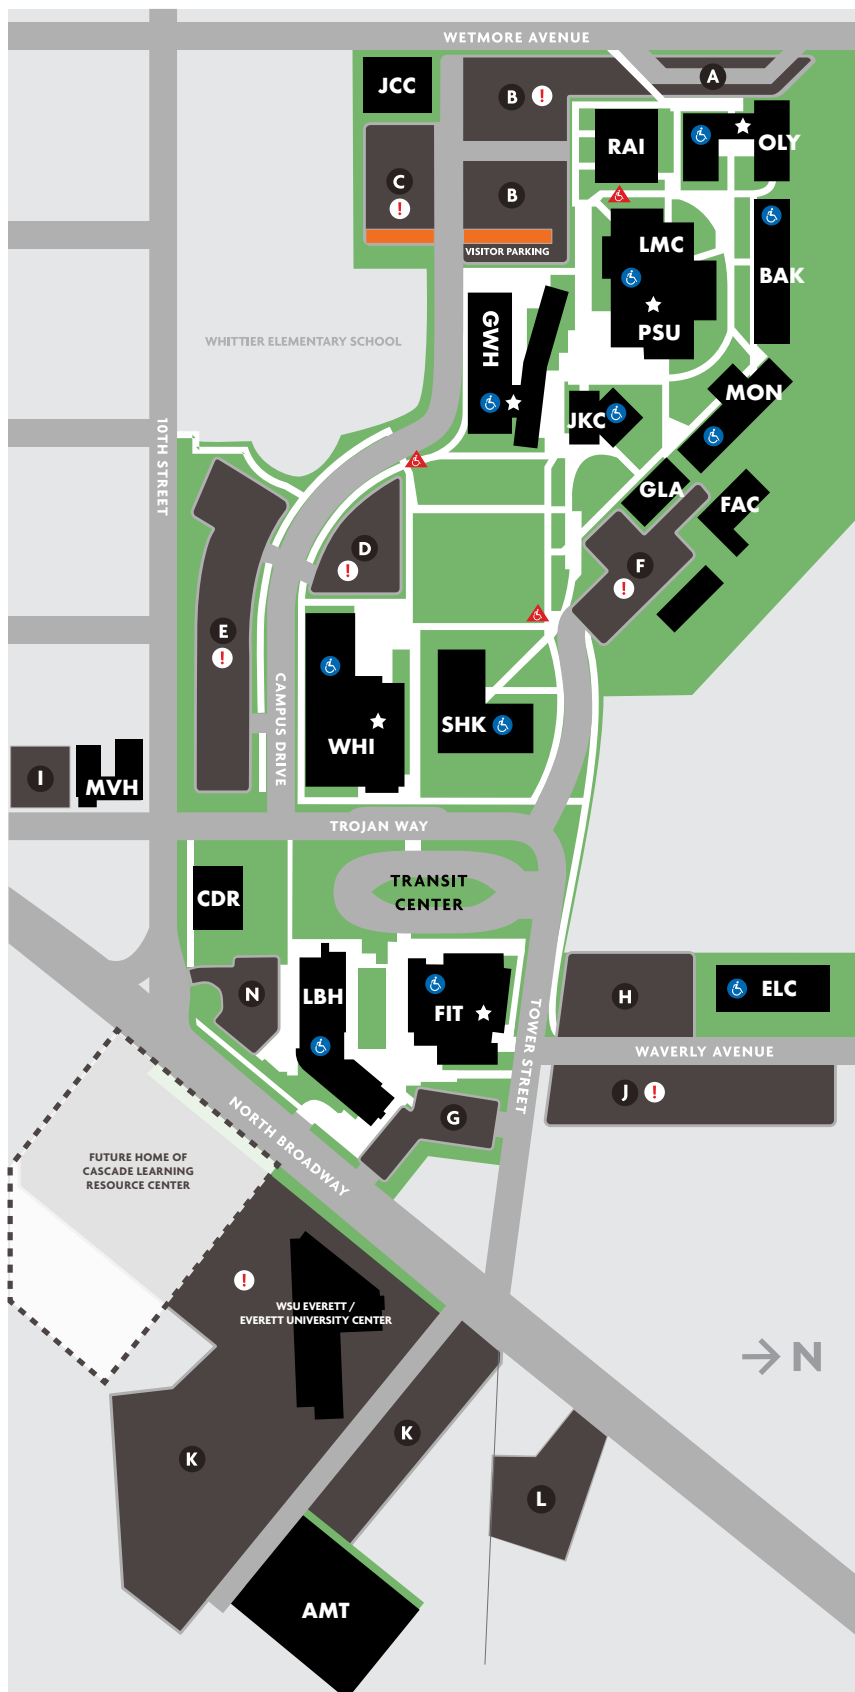 WETMORE AVENUE
A
JCC
B !
OLY
RAI
C
!
B
LMC
VISITOR PARKING
BAK
GWH
PSU
WHITTIER ELEMENTARY SCHOOL
MON
JKC
10TH STREET
GLA
FAC
D
!
F
!
E
!
CAMPUS DRIVE
SHK
WHI
I
MVH
TROJAN WAY
TRANSIT
CENTER
CDR
N
LBH
H
ELC
FIT
TOWER STREET
WAVERLY AVENUE
J !
G
NORTH BROADWAY
FUTURE HOME OF
CASCADE LEARNING
RESOURCE CENTER
!
WSU EVERETT /
EVERETT UNIVERSITY CENTER
→ N
K
K
L
AMT